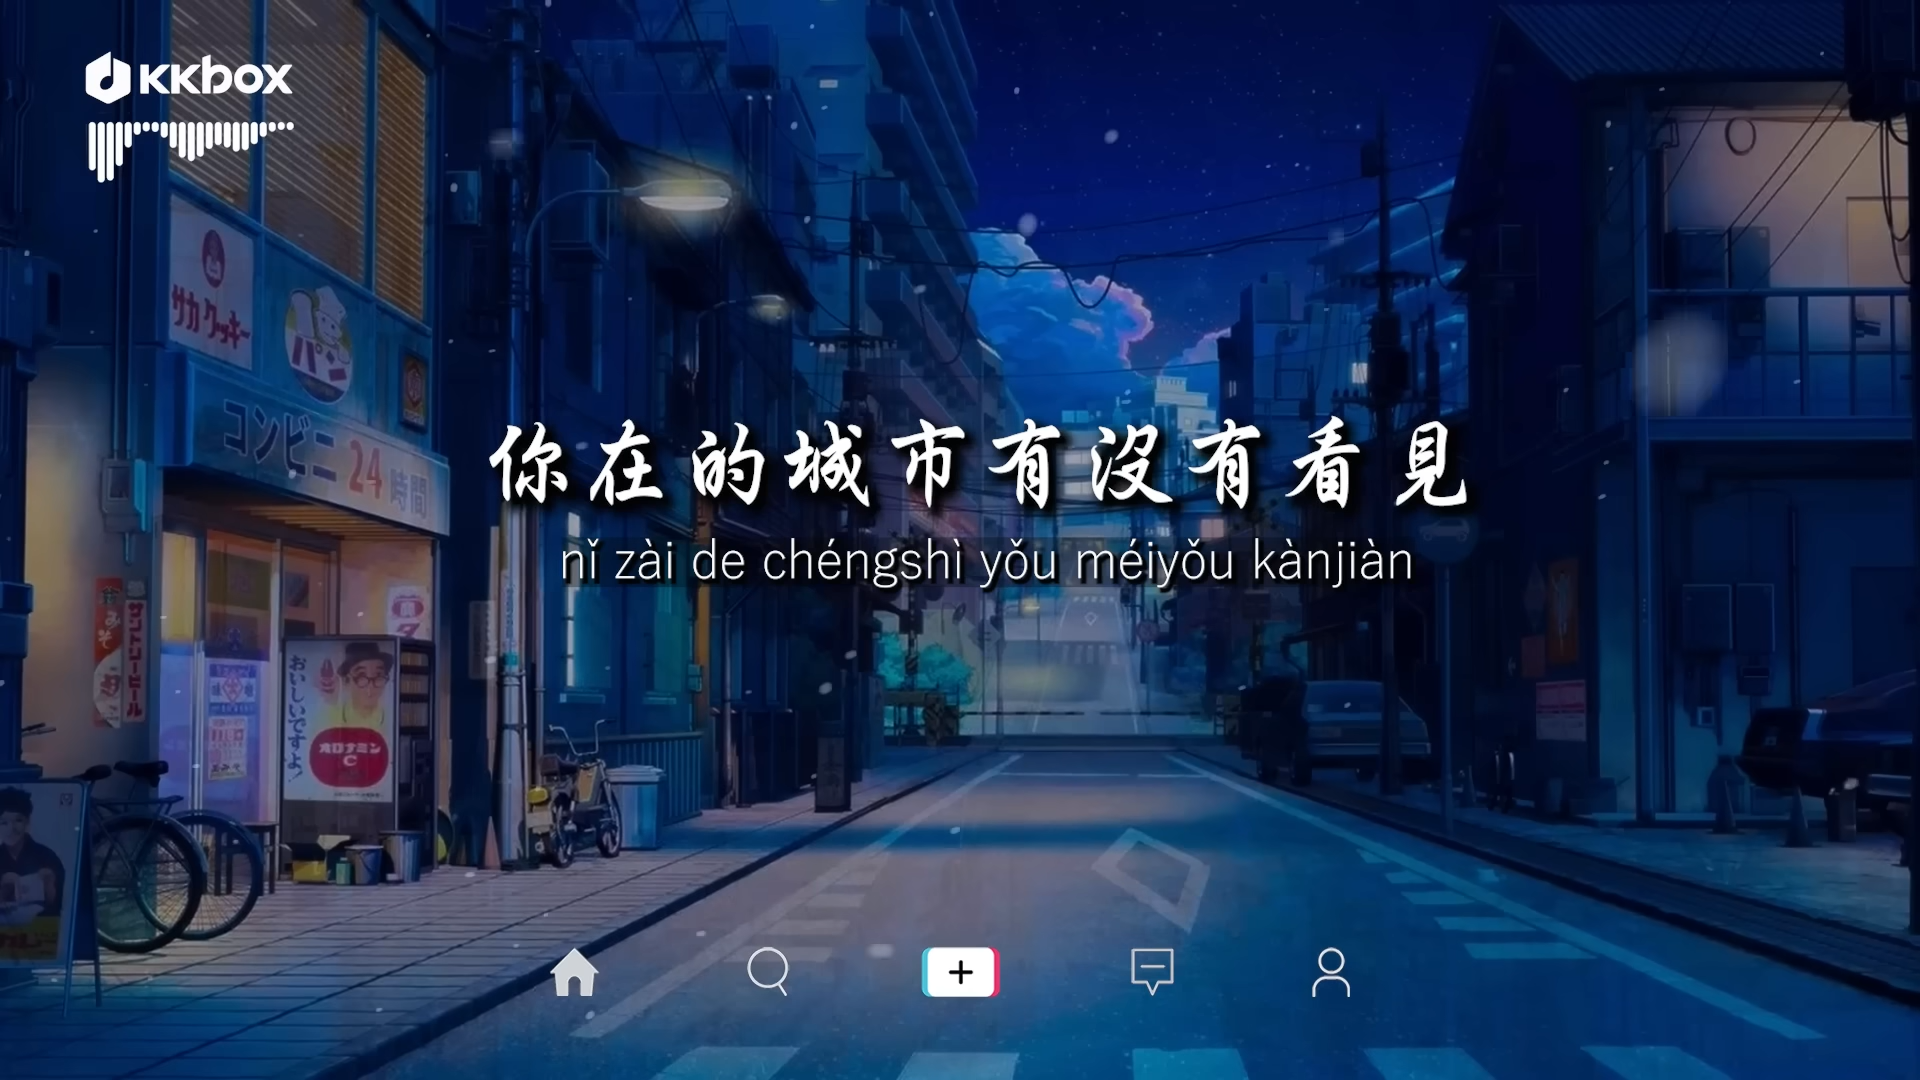 KKBOX
サカ クッキー
パン
コンビニ 24 時間
你在的城市有沒有看見
nǐ zài de chéngshì yǒu méiyǒu kànjiàn
サントリービール
おいしいですよ!
オロナミン
C